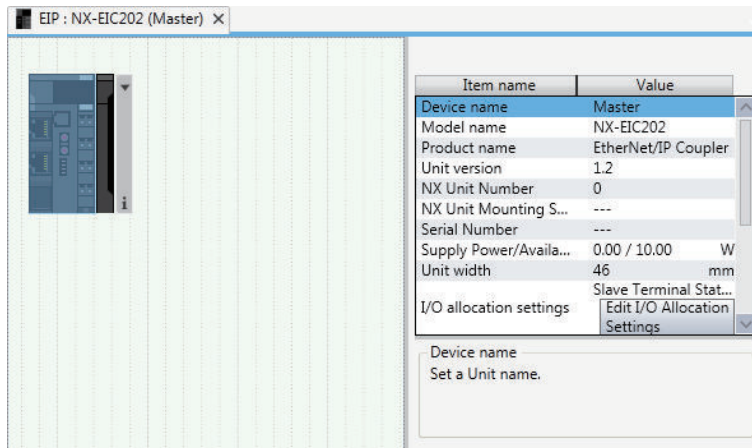 EIP : NX-EIC202 (Master) ×
Item name Value
Device name Master
Model name NX-EIC202
Product name EtherNet/IP Coupler
Unit version 1.2
NX Unit Number 0
NX Unit Mounting S... ---
Serial Number ---
Supply Power/Availa... 0.00 / 10.00 W
Unit width 46 mm
Slave Terminal Stat...
I/O allocation settings Edit I/O Allocation
Settings
Device name
Set a Unit name.
i